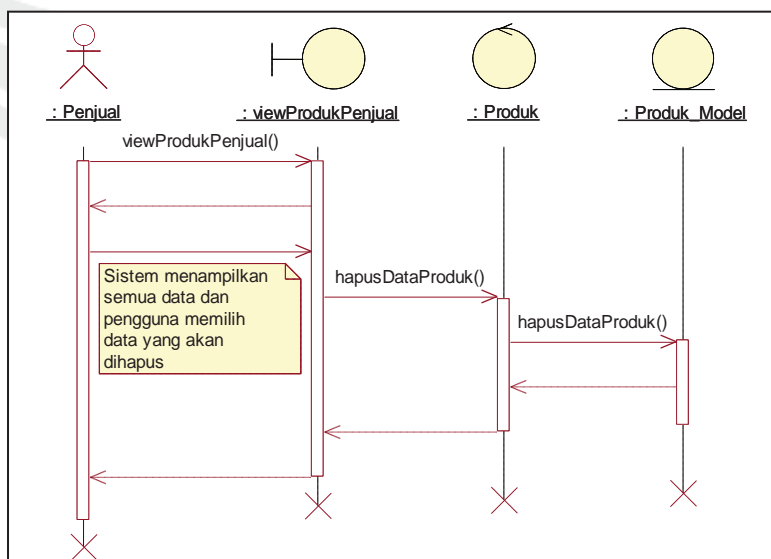 : Penjual
: viewProdukPenjual
: Produk
: Produk_Model
viewProdukPenjual()
Sistem menampilkan
semua data dan
pengguna memilih
data yang akan
dihapus
hapusDataProduk()
hapusDataProduk()